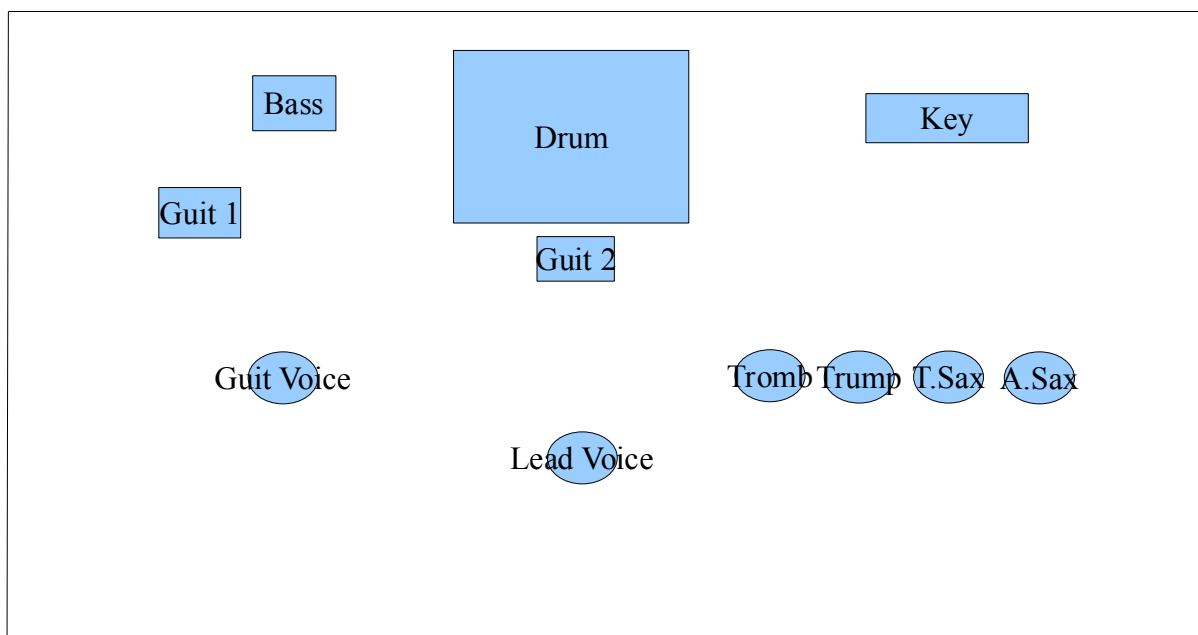 Bass
Drum
Key
Guit 1
Guit 2
Guit Voice
Tromb
Trump
T.Sax
A.Sax
Lead Voice